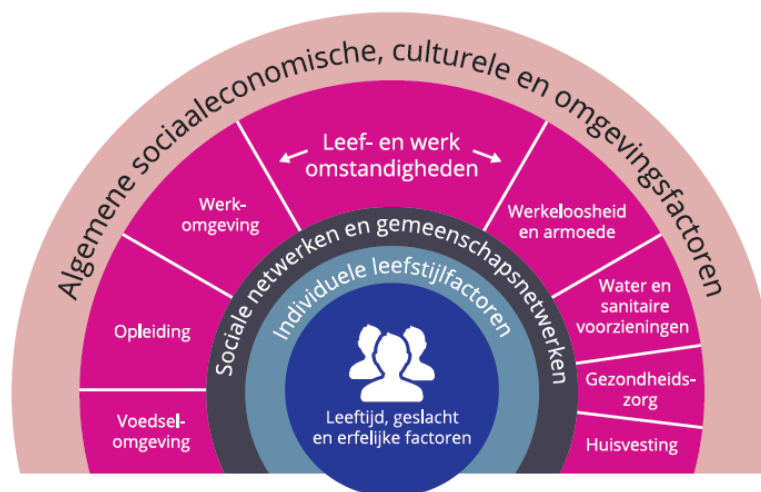 Algemene sociaaleconomische, culturele en omgevingsfactoren
Leef- en werk
omstandigheden
Werk-
omgeving
Werkeloosheid
en armoede
Opleiding
Water en
sanitaire
voorzieningen
Voedsel-
omgeving
Gezondheids-
zorg
Huisvesting
Sociale netwerken en gemeenschapsnetwerken
Individuele leefstijlfactoren
Leeftijd, geslacht
en erfelijke factoren